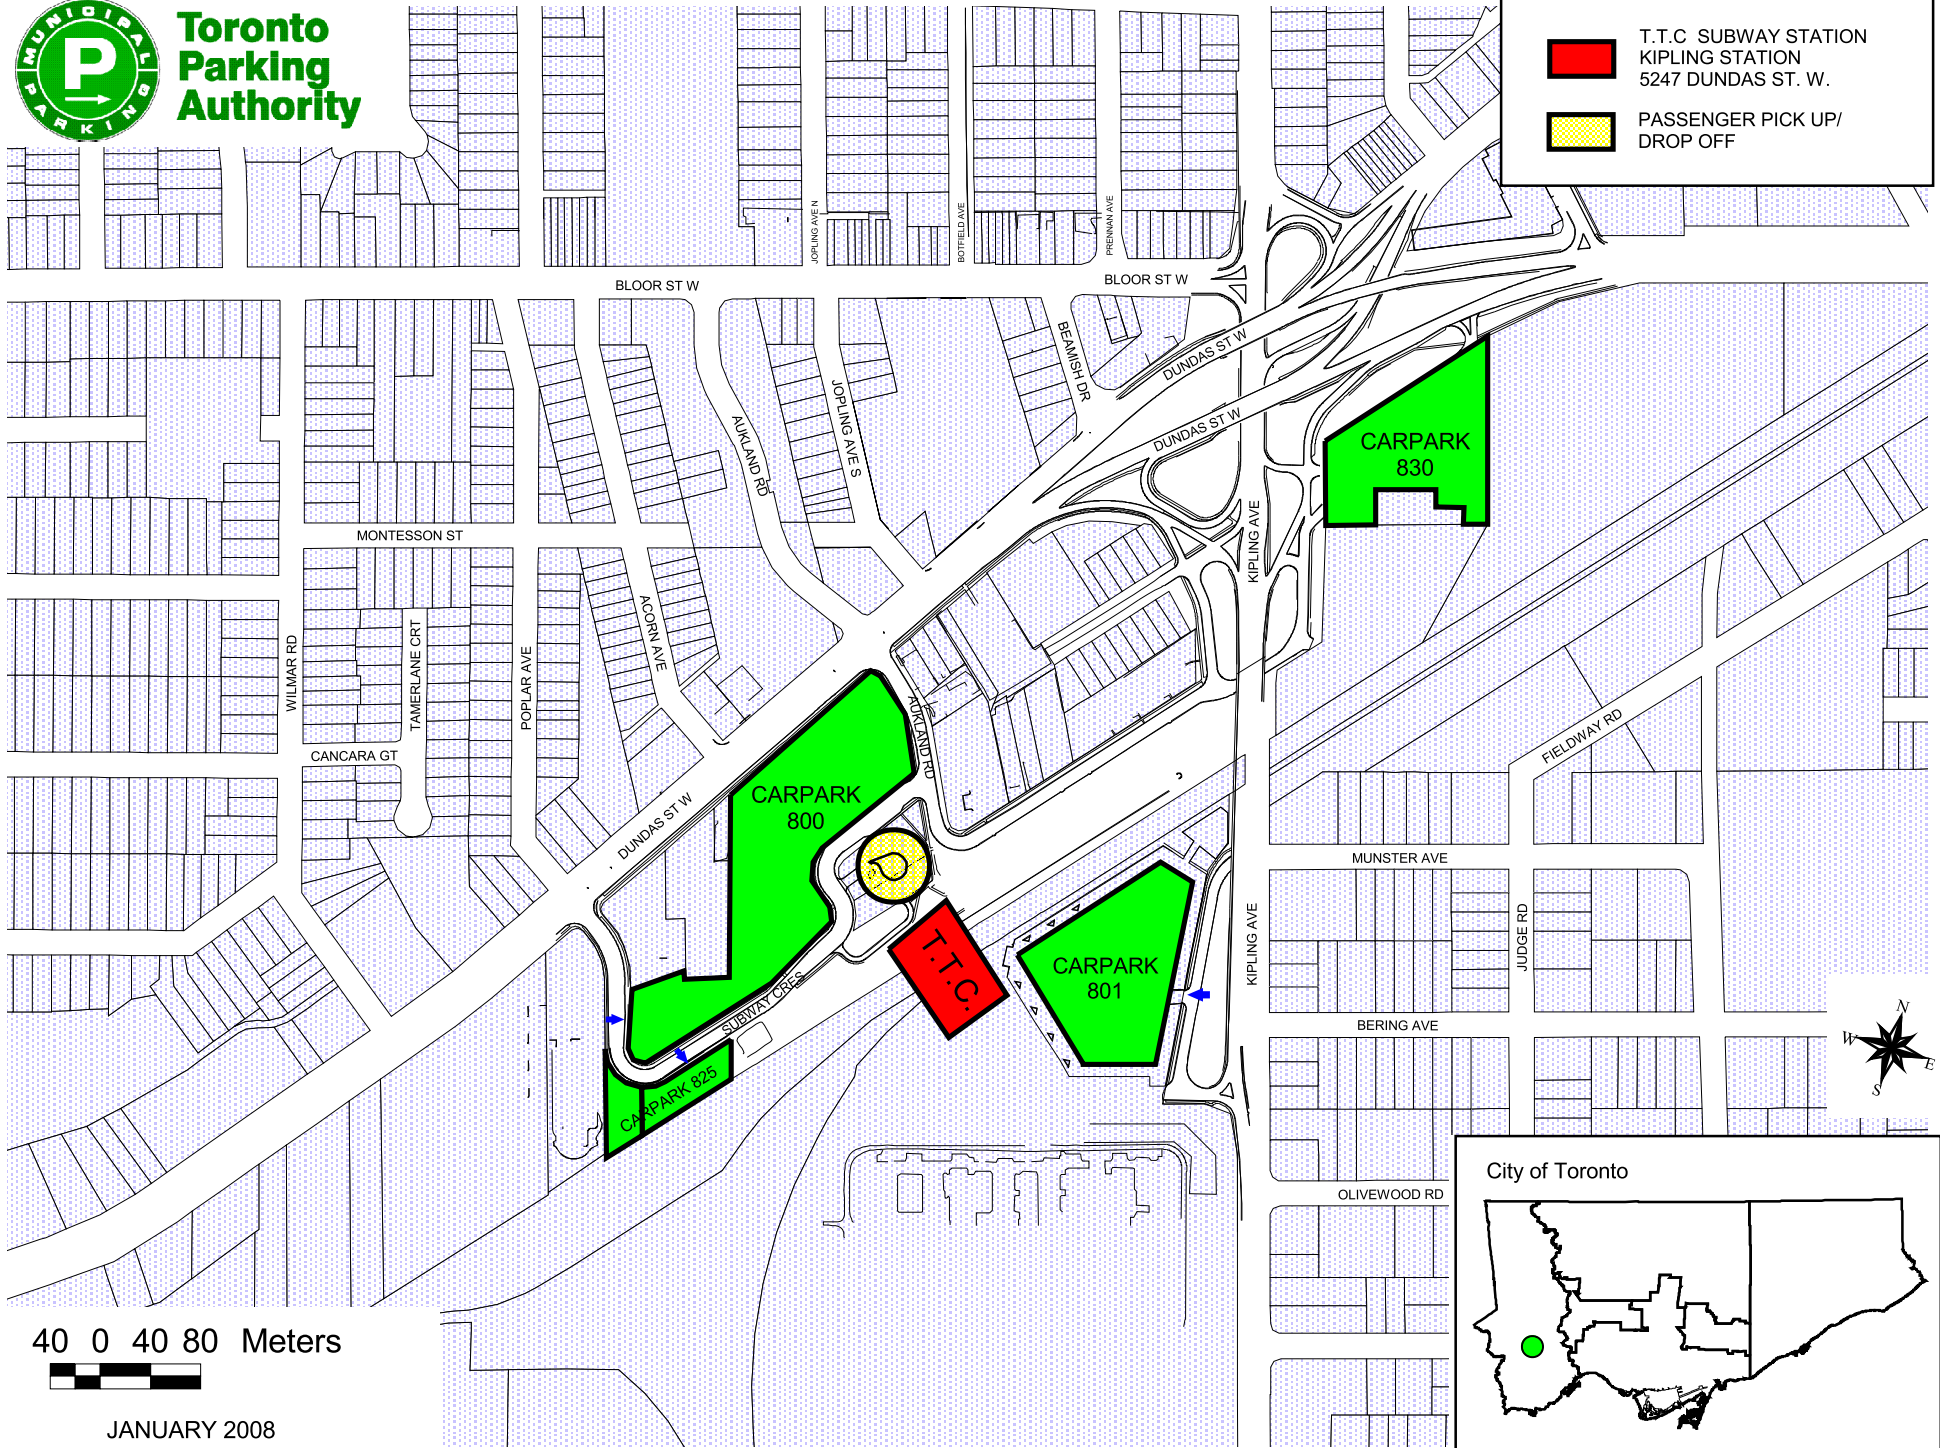 MUNICIPAL
P
PARKING
Toronto
Parking
Authority
T.T.C SUBWAY STATION
KIPLING STATION
5247 DUNDAS ST. W.
PASSENGER PICK UP/
DROP OFF
JOPLING AVE N
BOTFIELD AVE
PRENNAN AVE
BLOOR ST W
BLOOR ST W
BEAMISH DR
DUNDAS ST W
DUNDAS ST W
AUKLAND RD
JOPLING AVE S
CARPARK
830
KIPLING AVE
MONTESSON ST
ACORN AVE
WILMAR RD
TAMERLANE CRT
POPLAR AVE
CANCARA GT
AUKLAND RD
FIELDWAY RD
CARPARK
800
DUNDAS ST W
MUNSTER AVE
JUDGE RD
KIPLING AVE
T.T.C.
CARPARK
801
SUBWAY CRES
CARPARK 825
BERING AVE
N
W
E
S
OLIVEWOOD RD
City of Toronto
40 0 40 80 Meters
JANUARY 2008